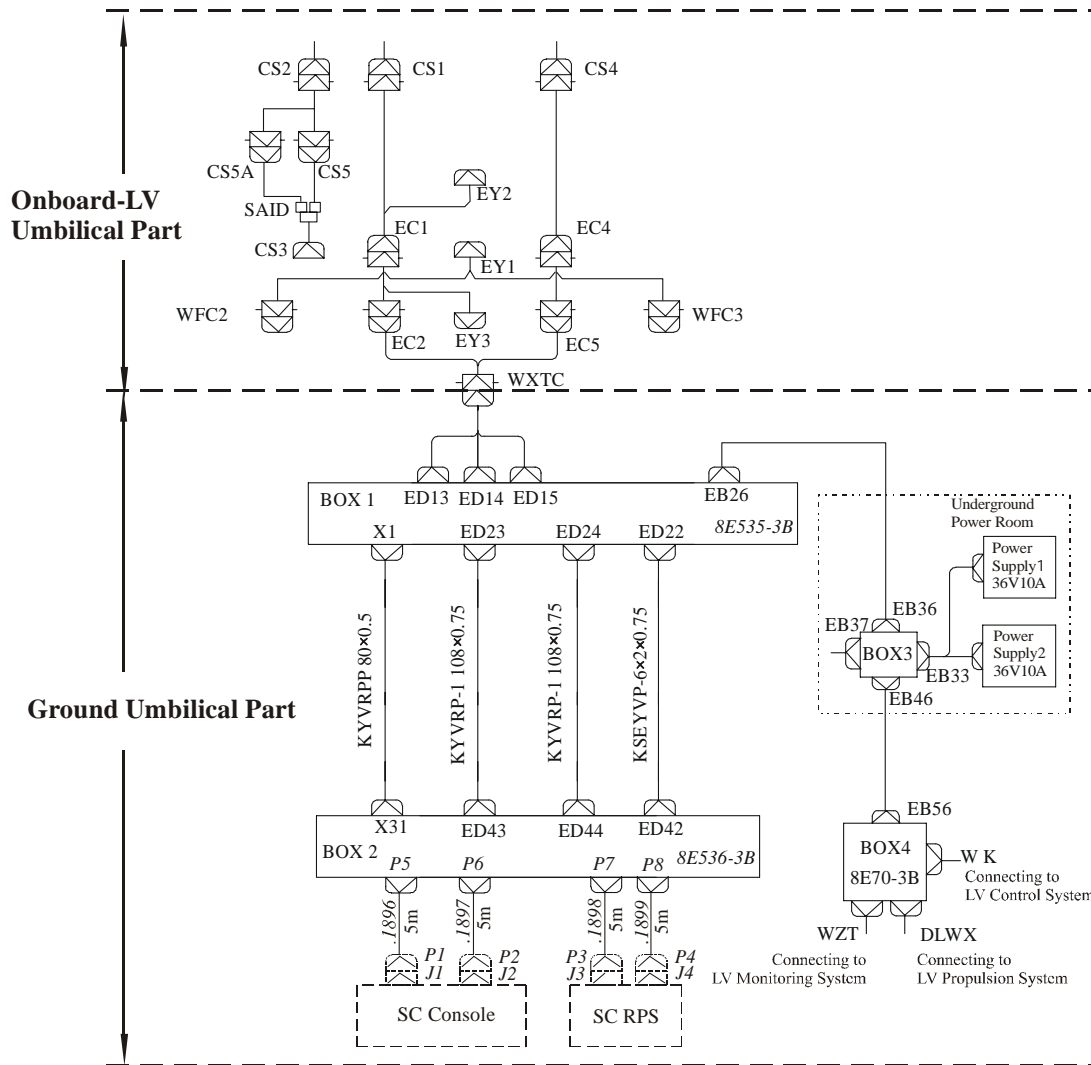 CS2
CS1
CS4
CS5A
CS5
Onboard-LV
Umbilical Part
SAID
EY2
CS3
EC1
EC4
EY1
WFC2
WFC3
EC2
EY3
EC5
WXTC
BOX 1
ED13
ED14
ED15
EB26
8E535-3B
X1
ED23
ED24
ED22
Underground
Power Room
Power
Supply1
36V10A
EB36
EB37
BOX3
EB33
Power
Supply2
36V10A
EB46
Ground Umbilical Part
KYVRPP 80×0.5
KYVRP-1 108×0.75
KYVRP-1 108×0.75
KSEYVP-6×2×0.75
EB56
X31
ED43
ED44
ED42
BOX 2
8E536-3B
P5
P6
P7
P8
BOX4
8E70-3B
W K
Connecting to
LV Control System
.1896
5m
.1897
5m
.1898
5m
.1899
5m
WZT
DLWX
Connecting to
LV Monitoring System
Connecting to
LV Propulsion System
P1
J1
P2
J2
P3
J3
P4
J4
SC Console
SC RPS